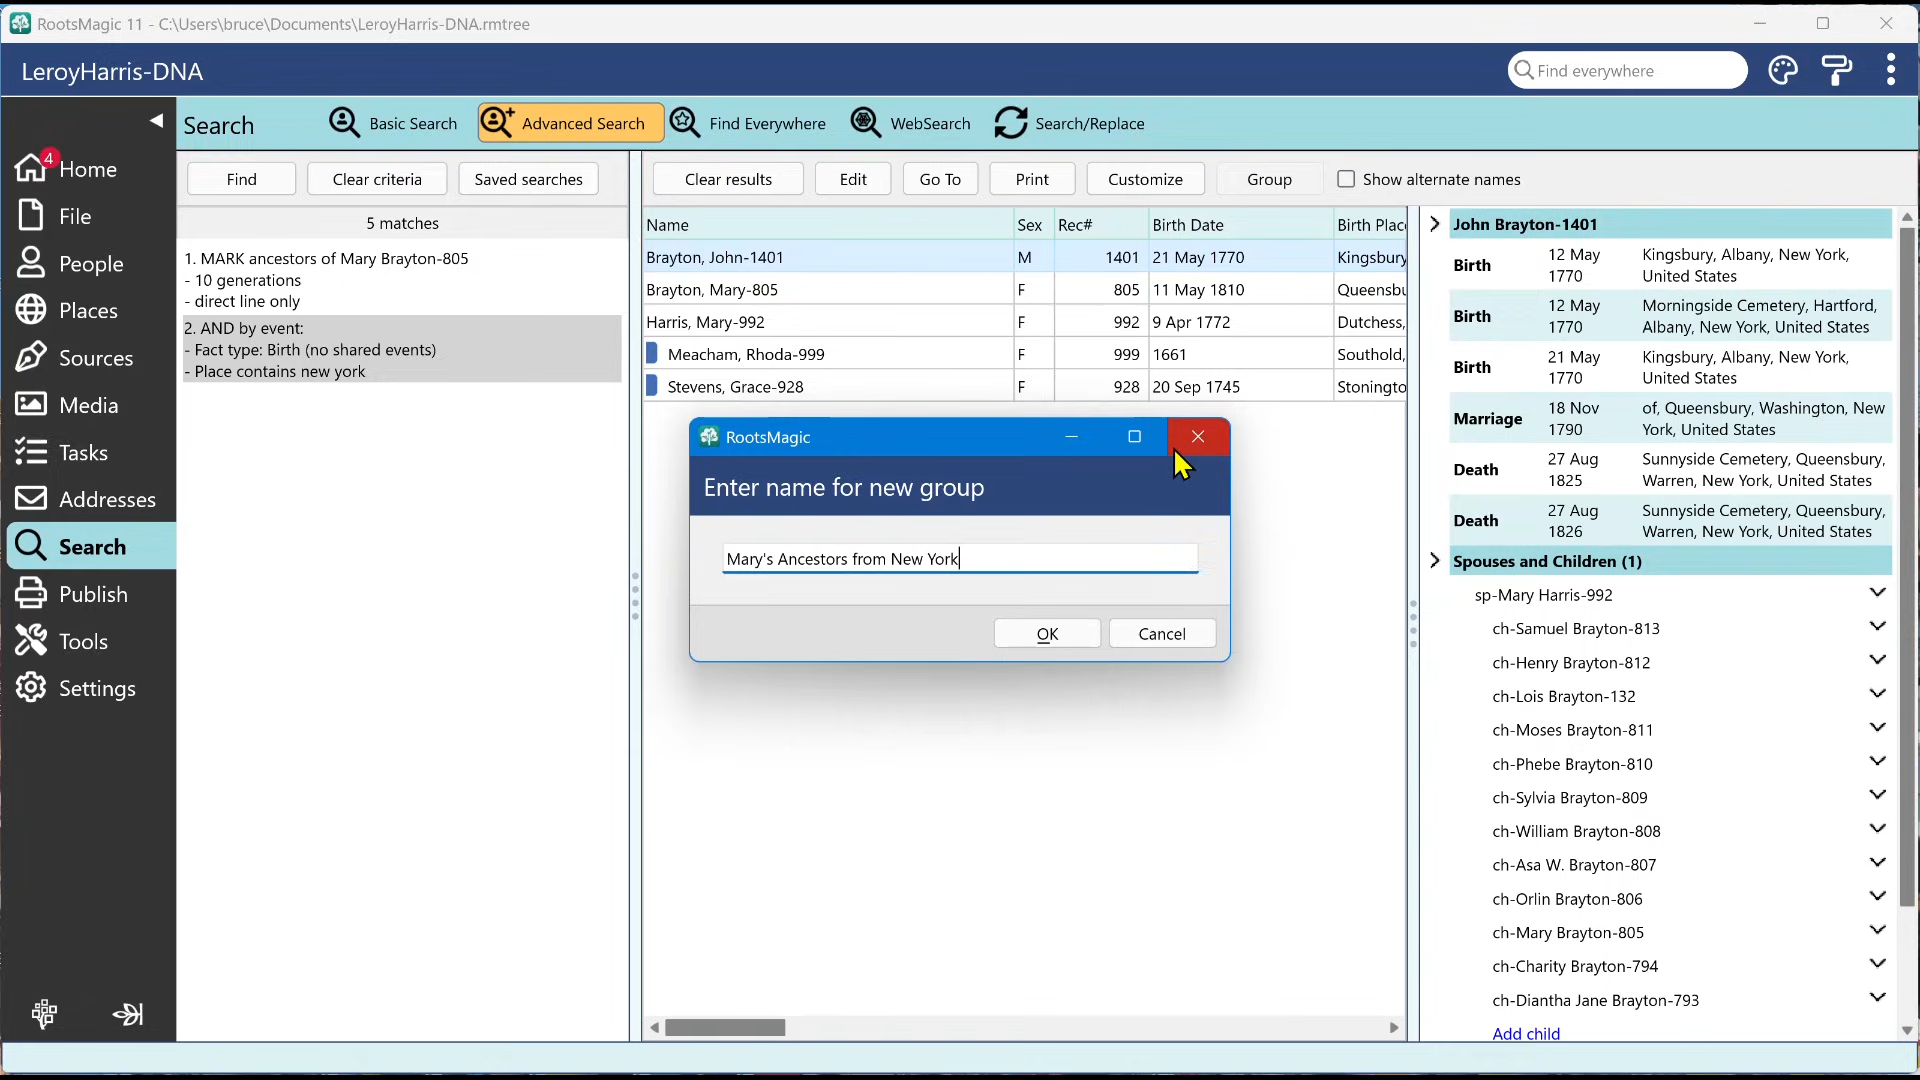 RootsMagic 11 - C:\Users\bruce\Documents\LeroyHarris-DNA.rmtree
LeroyHarris-DNA
Find everywhere
Search
Basic Search
Advanced Search
Find Everywhere
WebSearch
Search/Replace
4
Home
File
People
Places
Sources
Media
Tasks
Addresses
Search
Publish
Tools
Settings
Find
Clear criteria
Saved searches
5 matches
1. MARK ancestors of Mary Brayton-805
- 10 generations
- direct line only
2. AND by event:
- Fact type: Birth (no shared events)
- Place contains new york
Clear results
Edit
Go To
Print
Customize
Group
Show alternate names
Name Sex Rec# Birth Date Birth Plac
Brayton, John-1401 M 1401 21 May 1770 Kingsbury
Brayton, Mary-805 F 805 11 May 1810 Queensbu
Harris, Mary-992 F 992 9 Apr 1772 Dutchess,
Meacham, Rhoda-999 F 999 1661 Southold,
Stevens, Grace-928 F 928 20 Sep 1745 Stoningto
RootsMagic
Enter name for new group
Mary's Ancestors from New York
OK
Cancel
John Brayton-1401
Birth 12 May 1770 Kingsbury, Albany, New York, United States
Birth 12 May 1770 Morningside Cemetery, Hartford, Albany, New York, United States
Birth 21 May 1770 Kingsbury, Albany, New York, United States
Marriage 18 Nov 1790 of, Queensbury, Washington, New York, United States
Death 27 Aug 1825 Sunnyside Cemetery, Queensbury, Warren, New York, United States
Death 27 Aug 1826 Sunnyside Cemetery, Queensbury, Warren, New York, United States
Spouses and Children (1)
sp-Mary Harris-992
ch-Samuel Brayton-813
ch-Henry Brayton-812
ch-Lois Brayton-132
ch-Moses Brayton-811
ch-Phebe Brayton-810
ch-Sylvia Brayton-809
ch-William Brayton-808
ch-Asa W. Brayton-807
ch-Orlin Brayton-806
ch-Mary Brayton-805
ch-Charity Brayton-794
ch-Diantha Jane Brayton-793
Add child